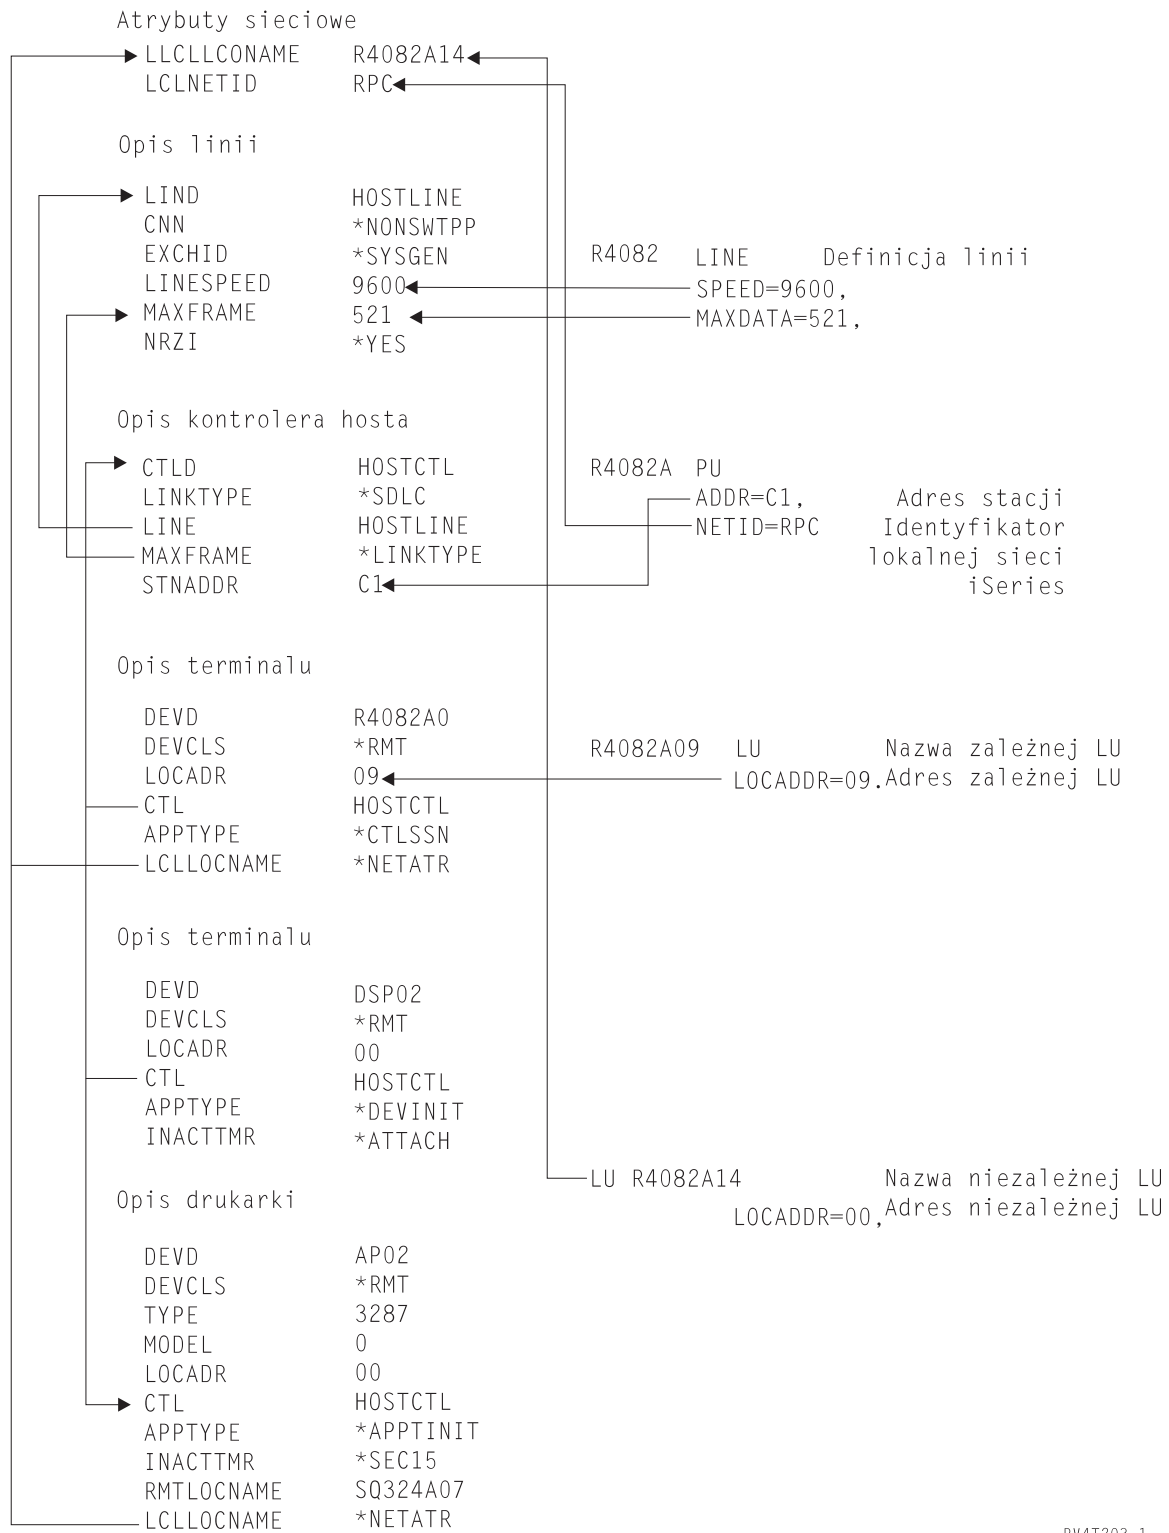 Atrybuty sieciowe
LLCLLCONAME R4082A14
LCLNETID RPC
Opis linii
LIND HOSTLINE
CNN *NONSWTPP
EXCHID *SYSGEN R4082 LINE Definicja linii
LINESPEED 9600 SPEED=9600,
MAXFRAME 521 MAXDATA=521,
NRZI *YES
Opis kontrolera hosta
CTLD HOSTCTL R4082A PU
LINKTYPE *SDLC ADDR=C1, Adres stacji
LINE HOSTLINE NETID=RPC Identyfikator
MAXFRAME *LINKTYPE lokalnej sieci
STNADDR C1 iSeries
Opis terminalu
DEVD R4082A0
DEVCLS *RMT R4082A09 LU Nazwa zależnej LU
LOCADR 09 LOCADDR=09. Adres zależnej LU
CTL HOSTCTL
APPTYPE *CTLSSN
LCLLOCNAME *NETATR
Opis terminalu
DEVD DSP02
DEVCLS *RMT
LOCADR 00
CTL HOSTCTL
APPTYPE *DEVINIT
INACTTMR *ATTACH
LU R4082A14 Nazwa niezależnej LU
Opis drukarki
LOCADDR=00, Adres niezależnej LU
DEVD AP02
DEVCLS *RMT
TYPE 3287
MODEL 0
LOCADR 00
CTL HOSTCTL
APPTYPE *APPTINIT
INACTTMR *SEC15
RMTLOCNAME SQ324A07
LCLLOCNAME *NETATR